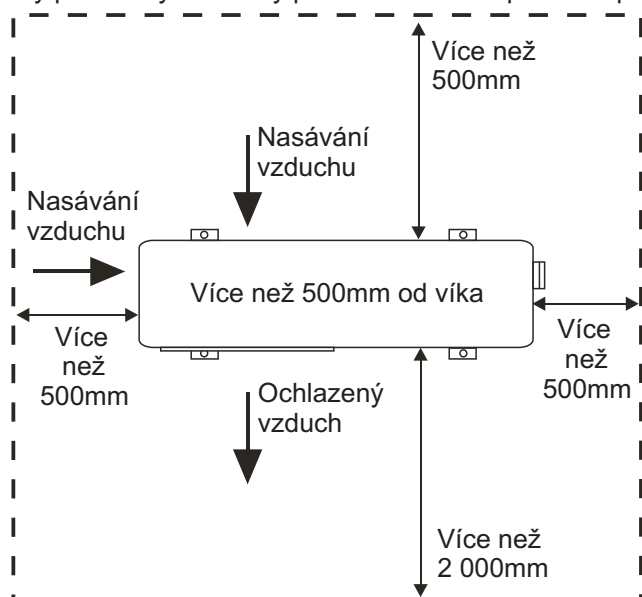 Více než
500mm
Nasávání
vzduchu
Nasávání
vzduchu
Více než 500mm od víka
Více
než
500mm
Více
než
500mm
Ochlazený
vzduch
Více než
2 000mm